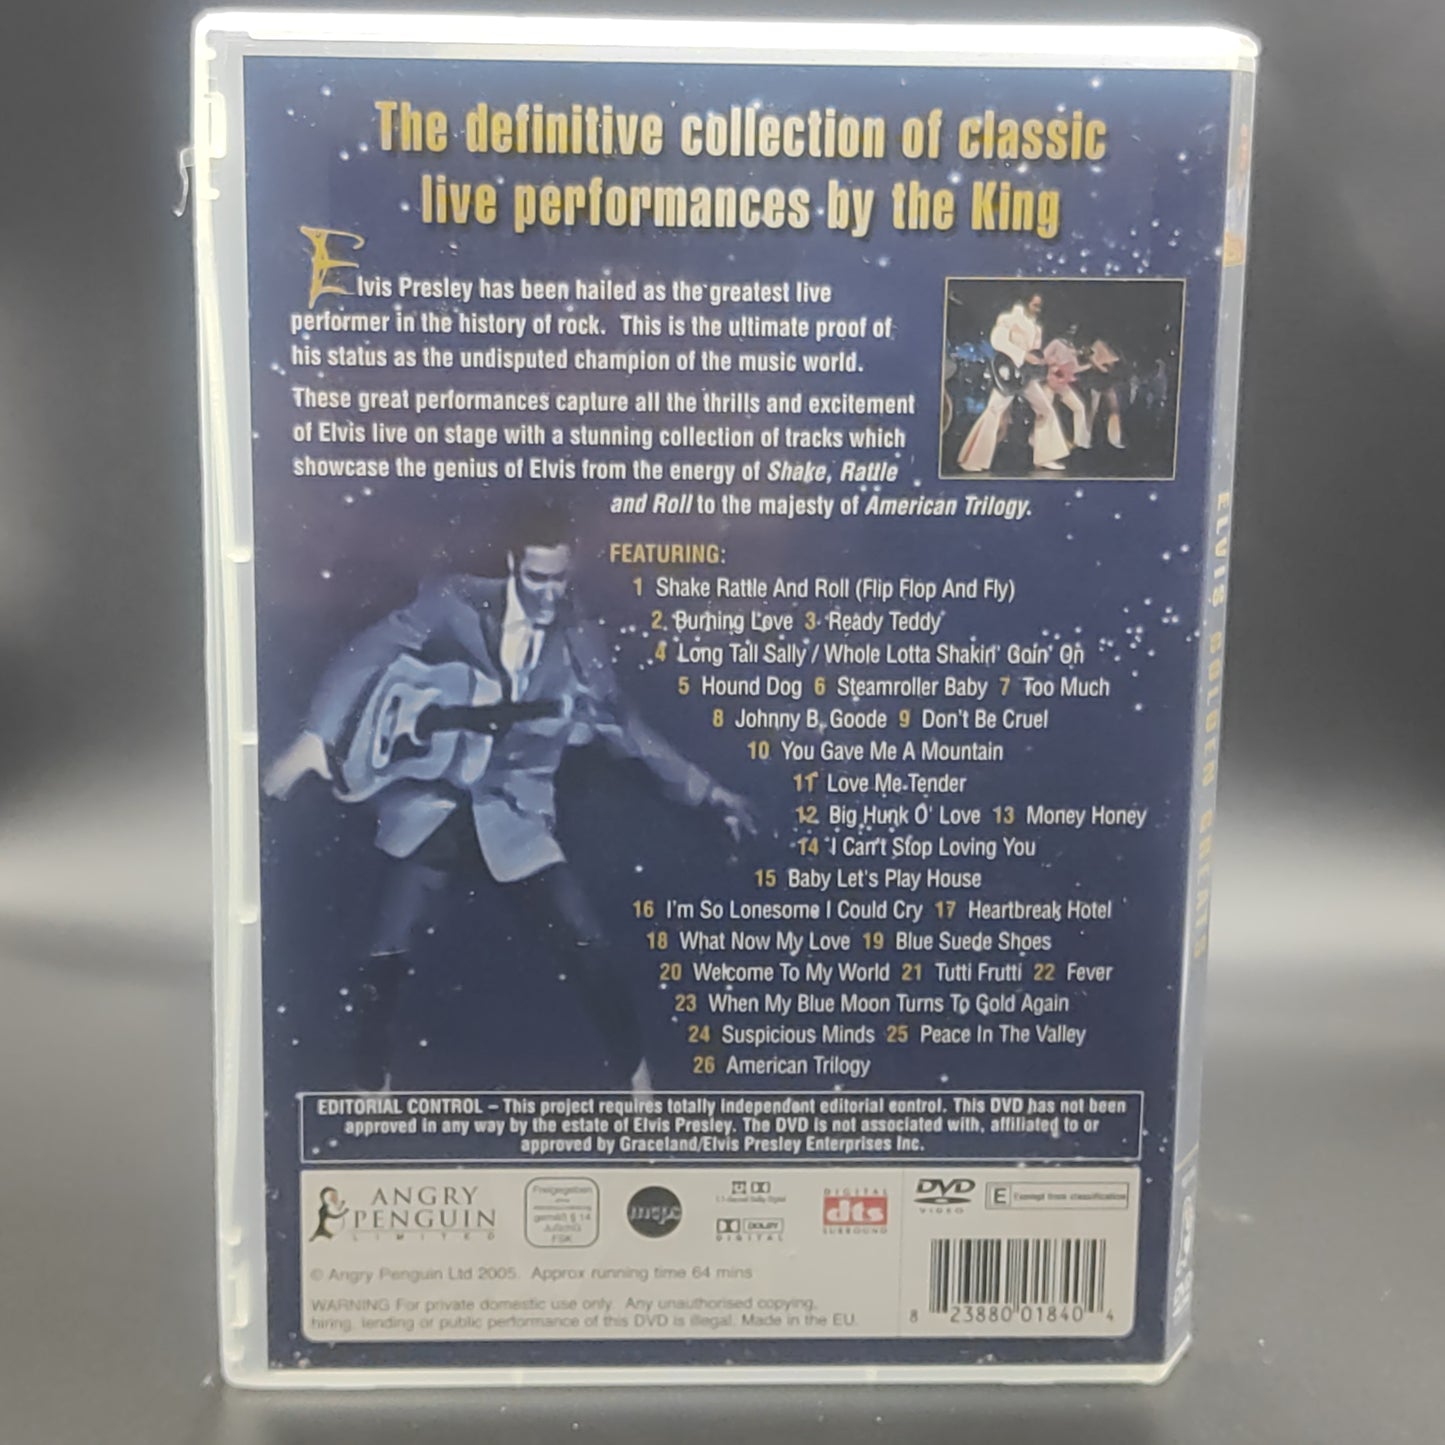 The definitive collection of classic
live performances by the King
Elvis Presley has been hailed as the greatest live
performer in the history of rock. This is the ultimate proof of
his status as the undisputed champion of the music world.
These great performances capture all the thrills and excitement
of Elvis live on stage with a stunning collection of tracks which
showcase the genius of Elvis from the energy of Shake, Rattle
and Roll to the majesty of American Trilogy.
FEATURING:
1 Shake Rattle And Roll (Flip Flop And Fly)
2 Burning Love 3 Ready Teddy
4 Long Tall Sally / Whole Lotta Shakin' Goin' On
5 Hound Dog 6 Steamroller Baby 7 Too Much
8 Johnny B. Goode 9 Don't Be Cruel
10 You Gave Me A Mountain
11 Love Me Tender
12 Big Hunk O' Love 13 Money Honey
14 I Can't Stop Loving You
15 Baby Let's Play House
16 I'm So Lonesome I Could Cry 17 Heartbreak Hotel
18 What Now My Love 19 Blue Suede Shoes
20 Welcome To My World 21 Tutti Frutti 22 Fever
23 When My Blue Moon Turns To Gold Again
24 Suspicious Minds 25 Peace In The Valley
26 American Trilogy
EDITORIAL CONTROL – This project requires totally independent editorial control. This DVD has not been
approved in any way by the estate of Elvis Presley. The DVD is not associated with, affiliated to or
approved by Graceland/Elvis Presley Enterprises Inc.
ANGRY
PENGUIN
LIMITED
Freigegeben
gemäß § 14
JuSchG
FSK
mcps
DOLBY
DIGITAL
DIGITAL
dts
SURROUND
DVD
VIDEO
E Exempt from classification
© Angry Penguin Ltd 2005. Approx running time 64 mins
WARNING For private domestic use only. Any unauthorised copying,
hiring, lending or public performance of this DVD is illegal. Made in the EU.
8 23880 01840 4
ELVIS GOLDEN GREATS